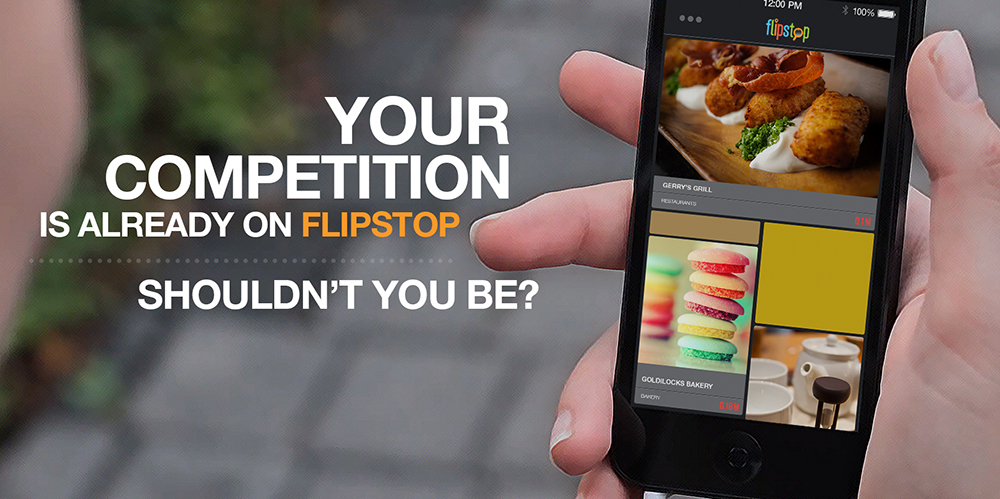 YOUR
COMPETITION
IS ALREADY ON FLIPSTOP
SHOULDN'T YOU BE?
12:00 PM
100%
flipstop
GERRY'S GRILL
RESTAURANTS
GOLDILOCKS BAKERY
BAKERY